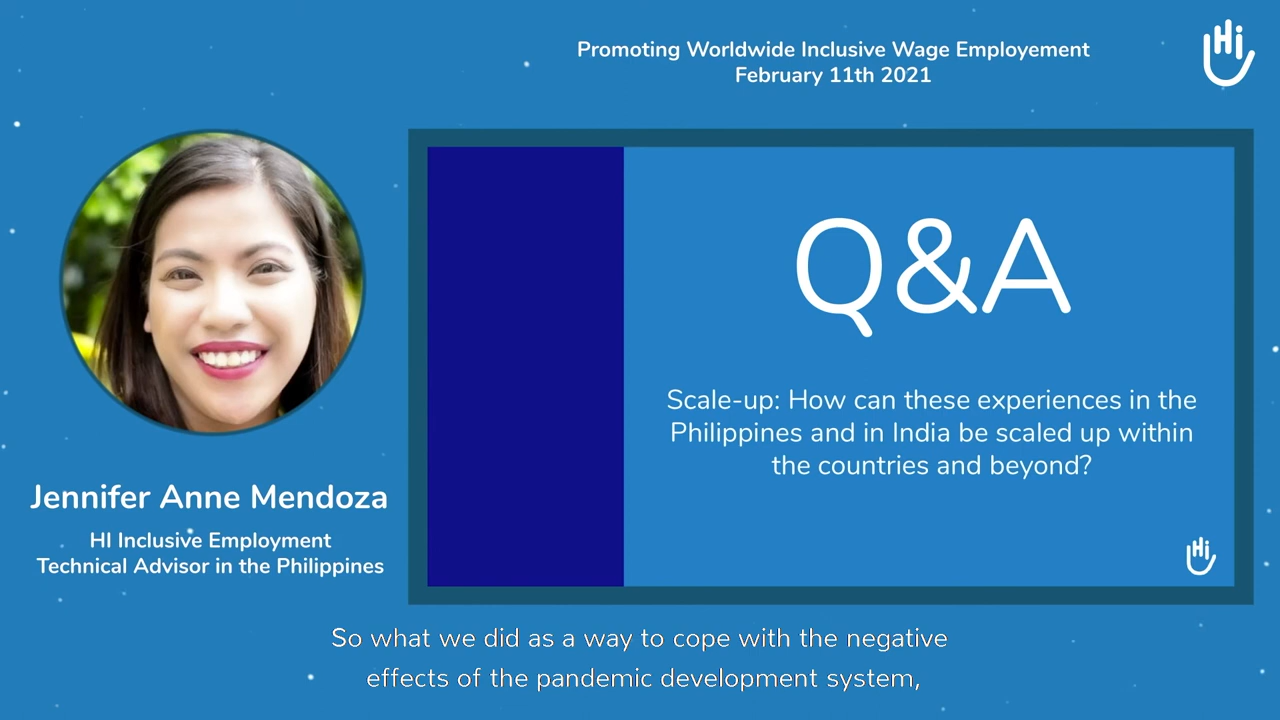 Promoting Worldwide Inclusive Wage Employement
February 11th 2021
Hi
Q&A
Scale-up: How can these experiences in the
Philippines and in India be scaled up within
the countries and beyond?
Hi
Jennifer Anne Mendoza
HI Inclusive Employment
Technical Advisor in the Philippines
So what we did as a way to cope with the negative
effects of the pandemic development system,